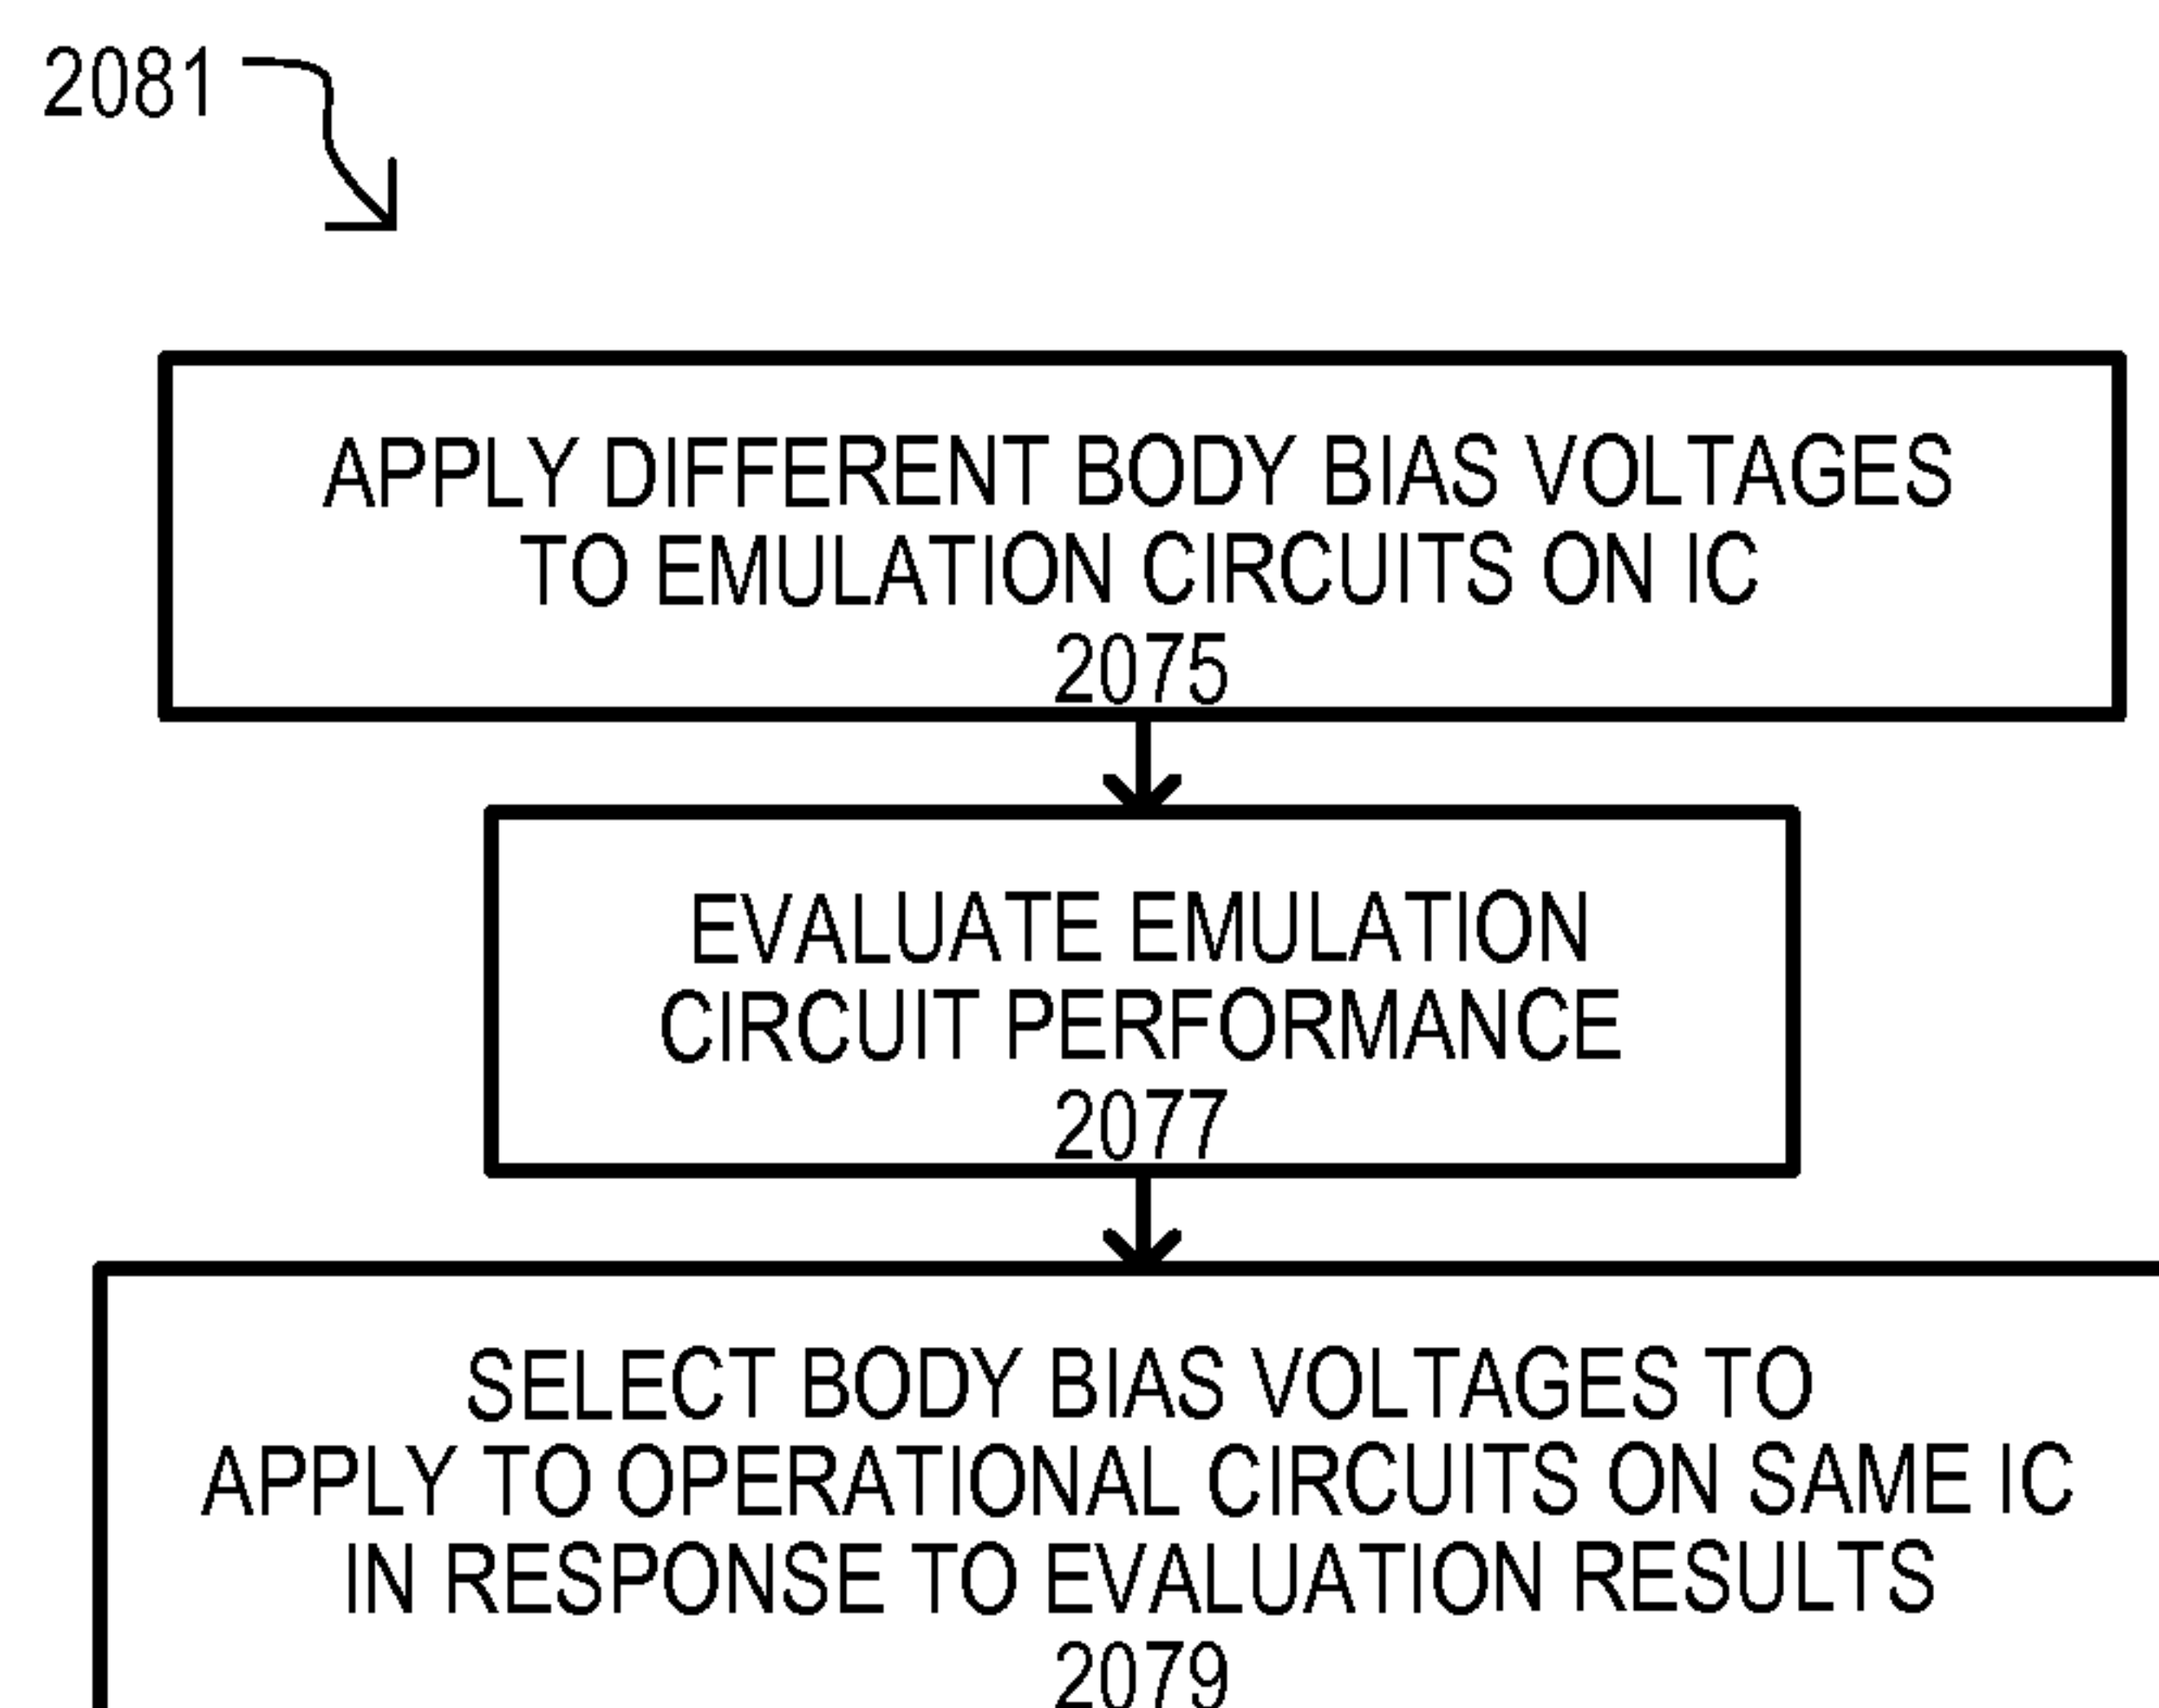 2081
APPLY DIFFERENT BODY BIAS VOLTAGES
TO EMULATION CIRCUITS ON IC
2075
EVALUATE EMULATION
CIRCUIT PERFORMANCE
2077
SELECT BODY BIAS VOLTAGES TO
APPLY TO OPERATIONAL CIRCUITS ON SAME IC
IN RESPONSE TO EVALUATION RESULTS
2079